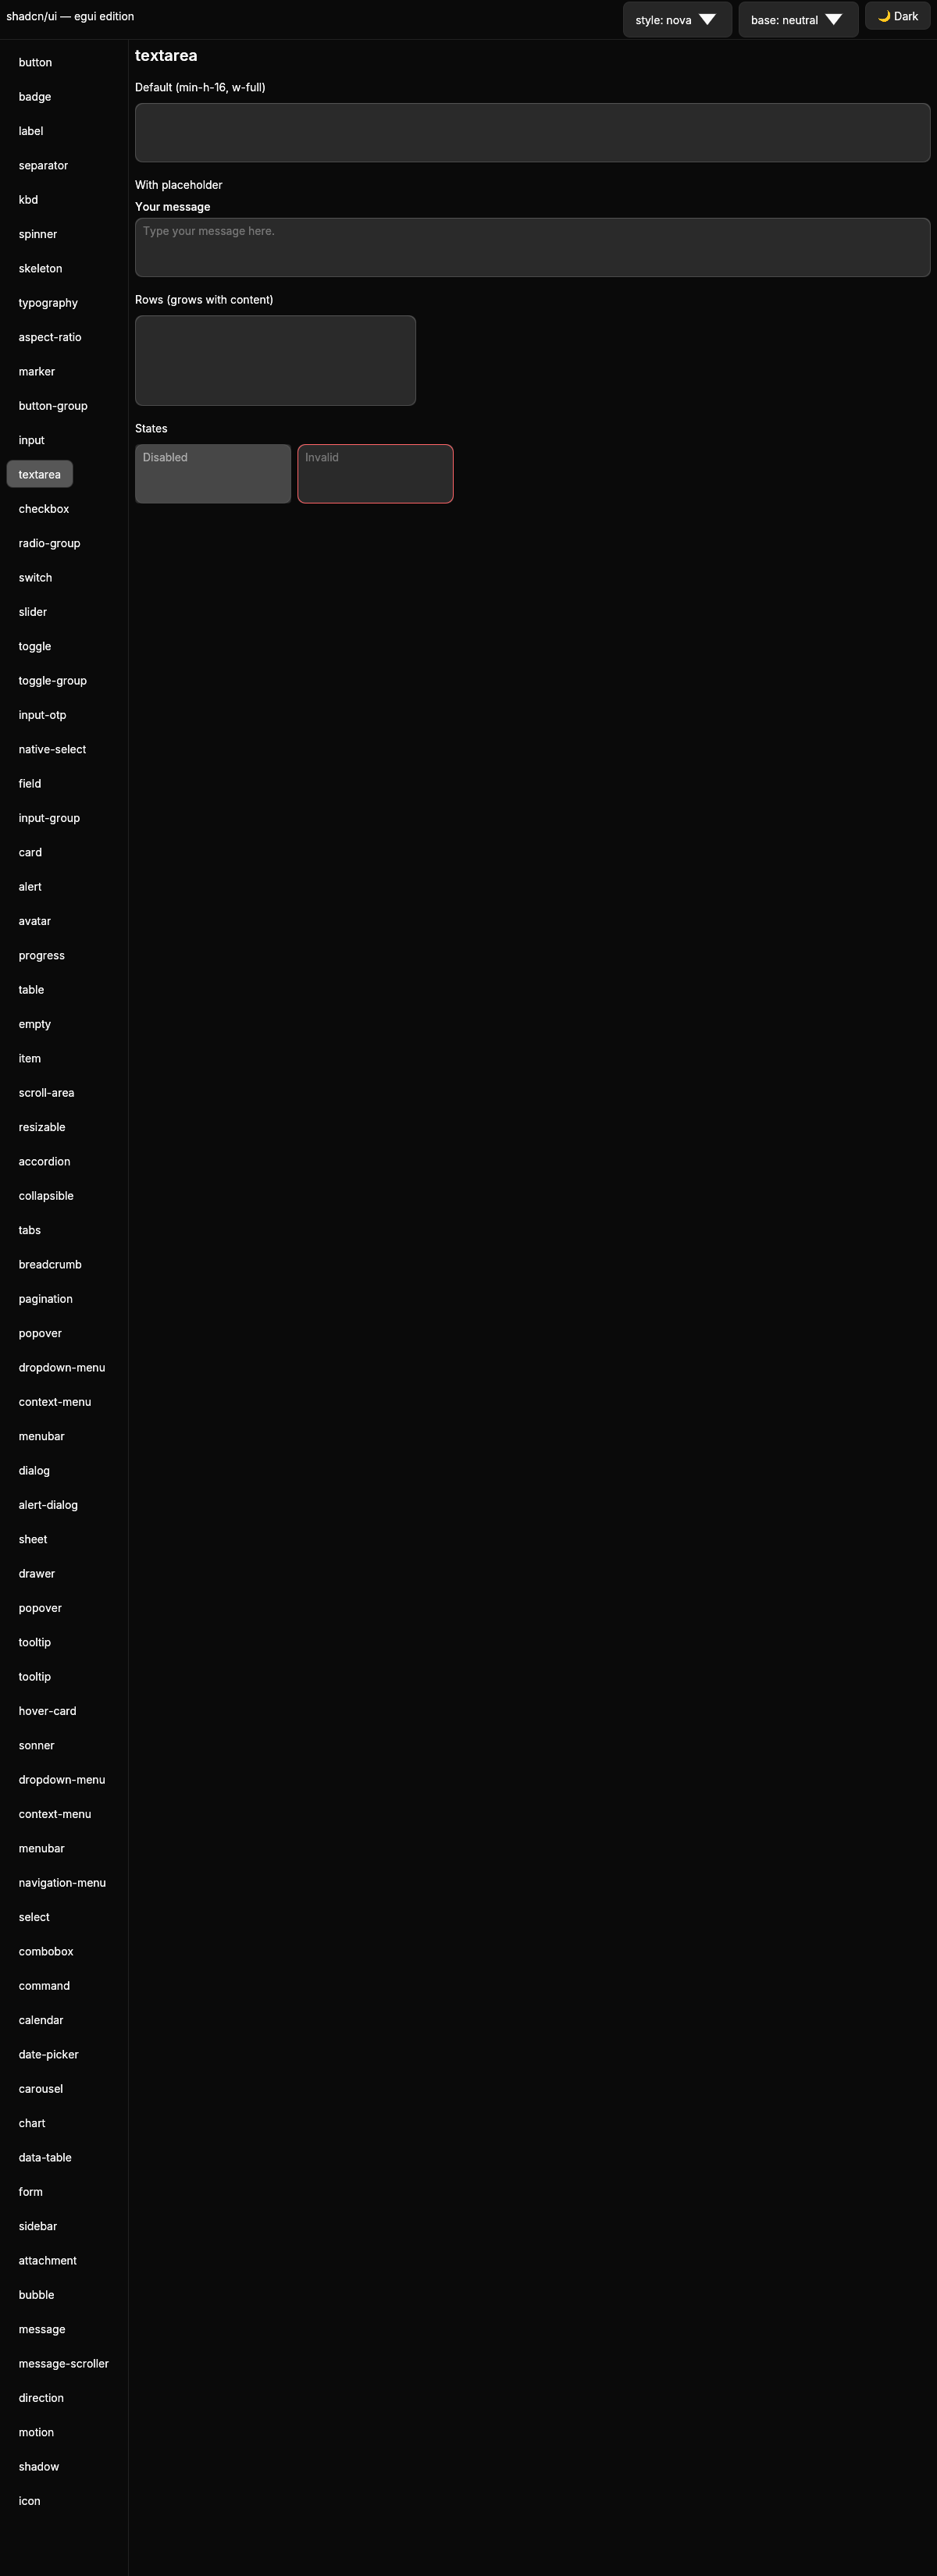 shadcn/ui — egui edition
style: nova
base: neutral
🌙 Dark
button
badge
label
separator
kbd
spinner
skeleton
typography
aspect-ratio
marker
button-group
input
textarea
checkbox
radio-group
switch
slider
toggle
toggle-group
input-otp
native-select
field
input-group
card
alert
avatar
progress
table
empty
item
scroll-area
resizable
accordion
collapsible
tabs
breadcrumb
pagination
popover
dropdown-menu
context-menu
menubar
dialog
alert-dialog
sheet
drawer
popover
tooltip
tooltip
hover-card
sonner
dropdown-menu
context-menu
menubar
navigation-menu
select
combobox
command
calendar
date-picker
carousel
chart
data-table
form
sidebar
attachment
bubble
message
message-scroller
direction
motion
shadow
icon
textarea
Default (min-h-16, w-full)
With placeholder
Your message
Type your message here.
Rows (grows with content)
States
Disabled
Invalid